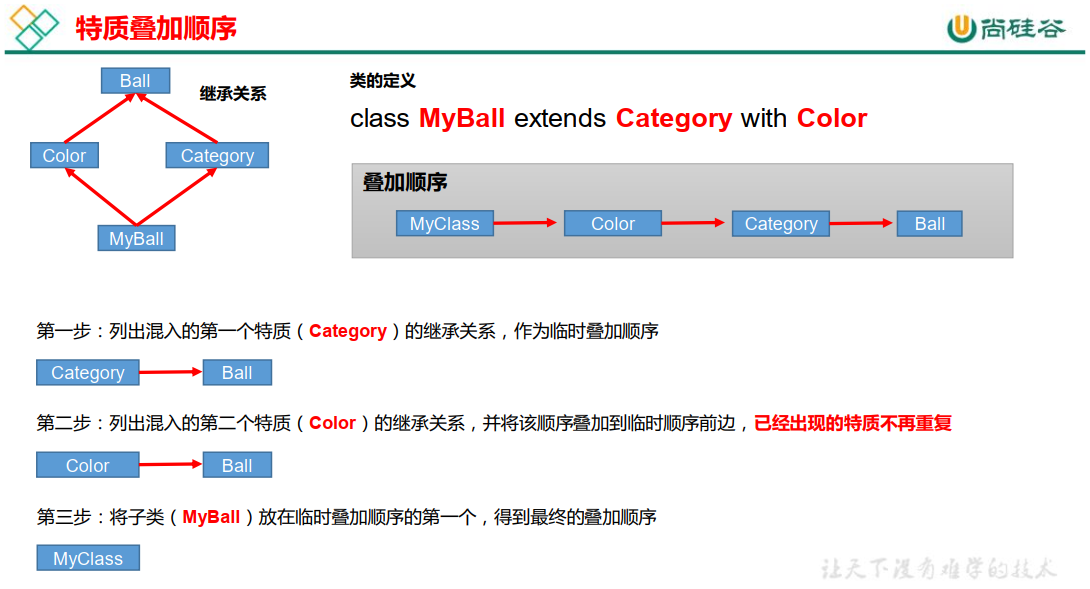 特质叠加顺序
尚硅谷
Ball
继承关系
Color
Category
MyBall
类的定义
class MyBall extends Category with Color
叠加顺序
MyClass
Color
Category
Ball
第一步：列出混入的第一个特质（Category）的继承关系，作为临时叠加顺序
Category
Ball
第二步：列出混入的第二个特质（Color）的继承关系，并将该顺序叠加到临时顺序前边，已经出现的特质不再重复
Color
Ball
第三步：将子类（MyBall）放在临时叠加顺序的第一个，得到最终的叠加顺序
MyClass
让天下没有难学的技术